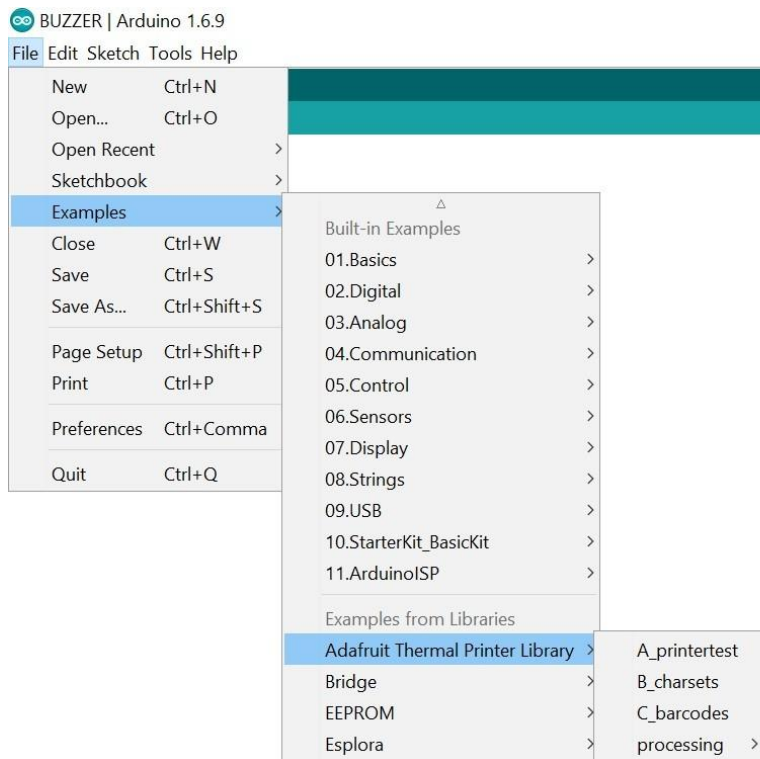 BUZZER | Arduino 1.6.9
File Edit Sketch Tools Help
New Ctrl+N
Open... Ctrl+O
Open Recent
Sketchbook
Examples
Close Ctrl+W
Save Ctrl+S
Save As... Ctrl+Shift+S
Page Setup Ctrl+Shift+P
Print Ctrl+P
Preferences Ctrl+Comma
Quit Ctrl+Q
Built-in Examples
01.Basics
02.Digital
03.Analog
04.Communication
05.Control
06.Sensors
07.Display
08.Strings
09.USB
10.StarterKit_BasicKit
11.ArduinoISP
Examples from Libraries
Adafruit Thermal Printer Library
Bridge
EEPROM
Esplora
A_printertest
B_charsets
C_barcodes
processing